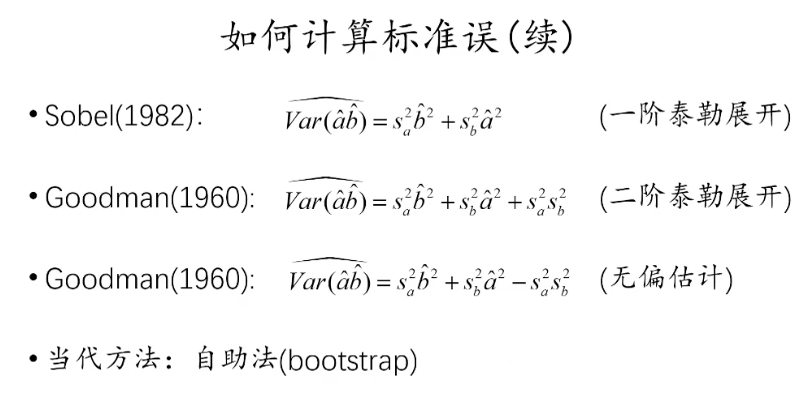 如何计算标准误(续)
• Sobel(1982): $\widehat{Var(\hat{a}\hat{b})} = s_a^2\hat{b}^2 + s_b^2\hat{a}^2$ (一阶泰勒展开)
• Goodman(1960): $\widehat{Var(\hat{a}\hat{b})} = s_a^2\hat{b}^2 + s_b^2\hat{a}^2 + s_a^2 s_b^2$ (二阶泰勒展开)
• Goodman(1960): $\widehat{Var(\hat{a}\hat{b})} = s_a^2\hat{b}^2 + s_b^2\hat{a}^2 - s_a^2 s_b^2$ (无偏估计)
• 当代方法：自助法(bootstrap)